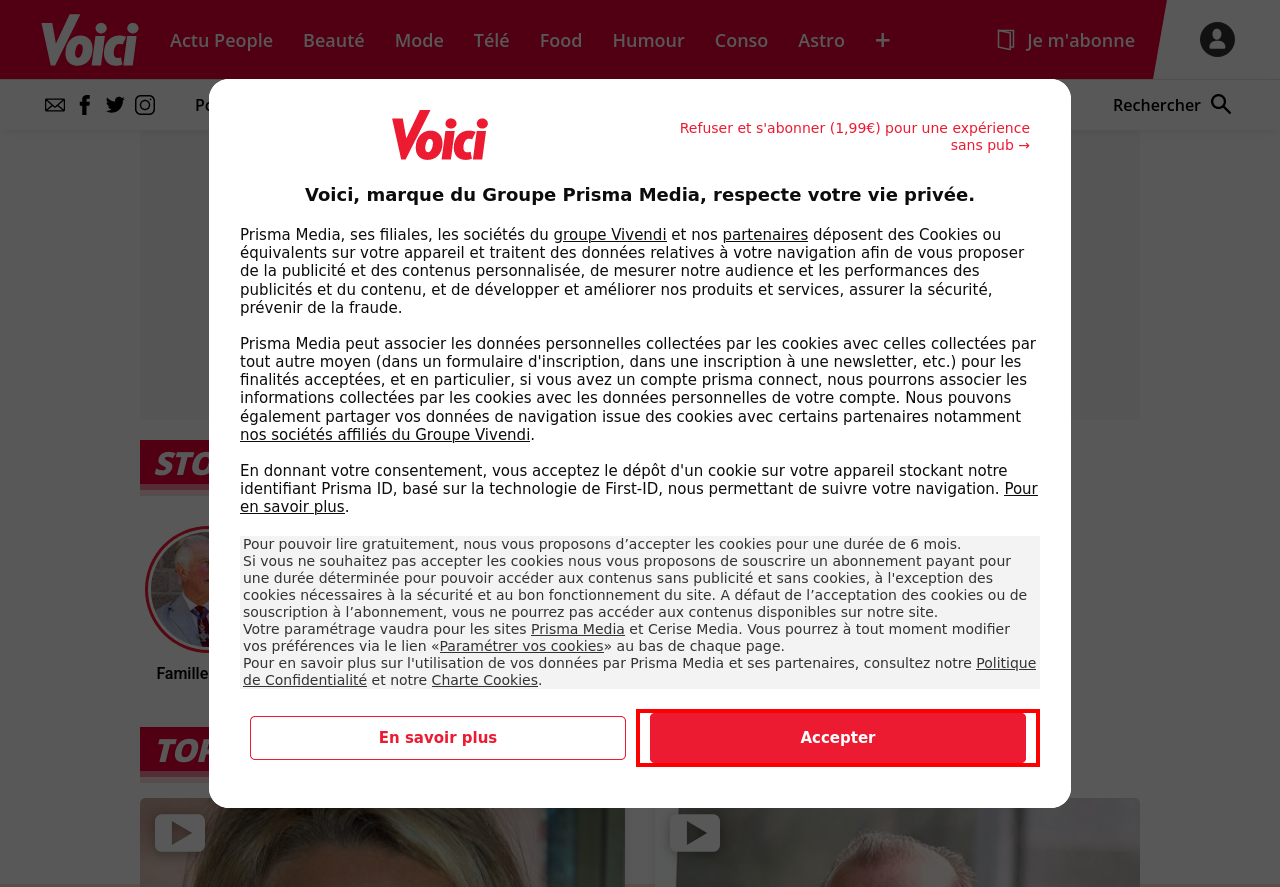 Voici
Actu People
Beauté
Mode
Télé
Food
Humour
Conso
Astro
+
Je m'abonne
Rechercher
Voici
Refuser et s'abonner (1,99€) pour une expérience
sans pub →
Voici, marque du Groupe Prisma Media, respecte votre vie privée.
Prisma Media, ses filiales, les sociétés du groupe Vivendi et nos partenaires déposent des Cookies ou
équivalents sur votre appareil et traitent des données relatives à votre navigation afin de vous proposer
de la publicité et des contenus personnalisée, de mesurer notre audience et les performances des
publicités et du contenu, et de développer et améliorer nos produits et services, assurer la sécurité,
prévenir de la fraude.
Prisma Media peut associer les données personnelles collectées par les cookies avec celles collectées par
tout autre moyen (dans un formulaire d'inscription, dans une inscription à une newsletter, etc.) pour les
finalités acceptées, et en particulier, si vous avez un compte prisma connect, nous pourrons associer les
informations collectées par les cookies avec les données personnelles de votre compte. Nous pouvons
également partager vos données de navigation issue des cookies avec certains partenaires notamment
nos sociétés affiliés du Groupe Vivendi.
En donnant votre consentement, vous acceptez le dépôt d'un cookie sur votre appareil stockant notre
identifiant Prisma ID, basé sur la technologie de First-ID, nous permettant de suivre votre navigation. Pour
en savoir plus.
Pour pouvoir lire gratuitement, nous vous proposons d’accepter les cookies pour une durée de 6 mois.
Si vous ne souhaitez pas accepter les cookies nous vous proposons de souscrire un abonnement payant pour
une durée déterminée pour pouvoir accéder aux contenus sans publicité et sans cookies, à l'exception des
cookies nécessaires à la sécurité et au bon fonctionnement du site. A défaut de l’acceptation des cookies ou de
souscription à l’abonnement, vous ne pourrez pas accéder aux contenus disponibles sur notre site.
Votre paramétrage vaudra pour les sites Prisma Media et Cerise Media. Vous pourrez à tout moment modifier
vos préférences via le lien «Paramétrer vos cookies» au bas de chaque page.
Pour en savoir plus sur l'utilisation de vos données par Prisma Media et ses partenaires, consultez notre Politique
de Confidentialité et notre Charte Cookies.
Famille
En savoir plus
Accepter